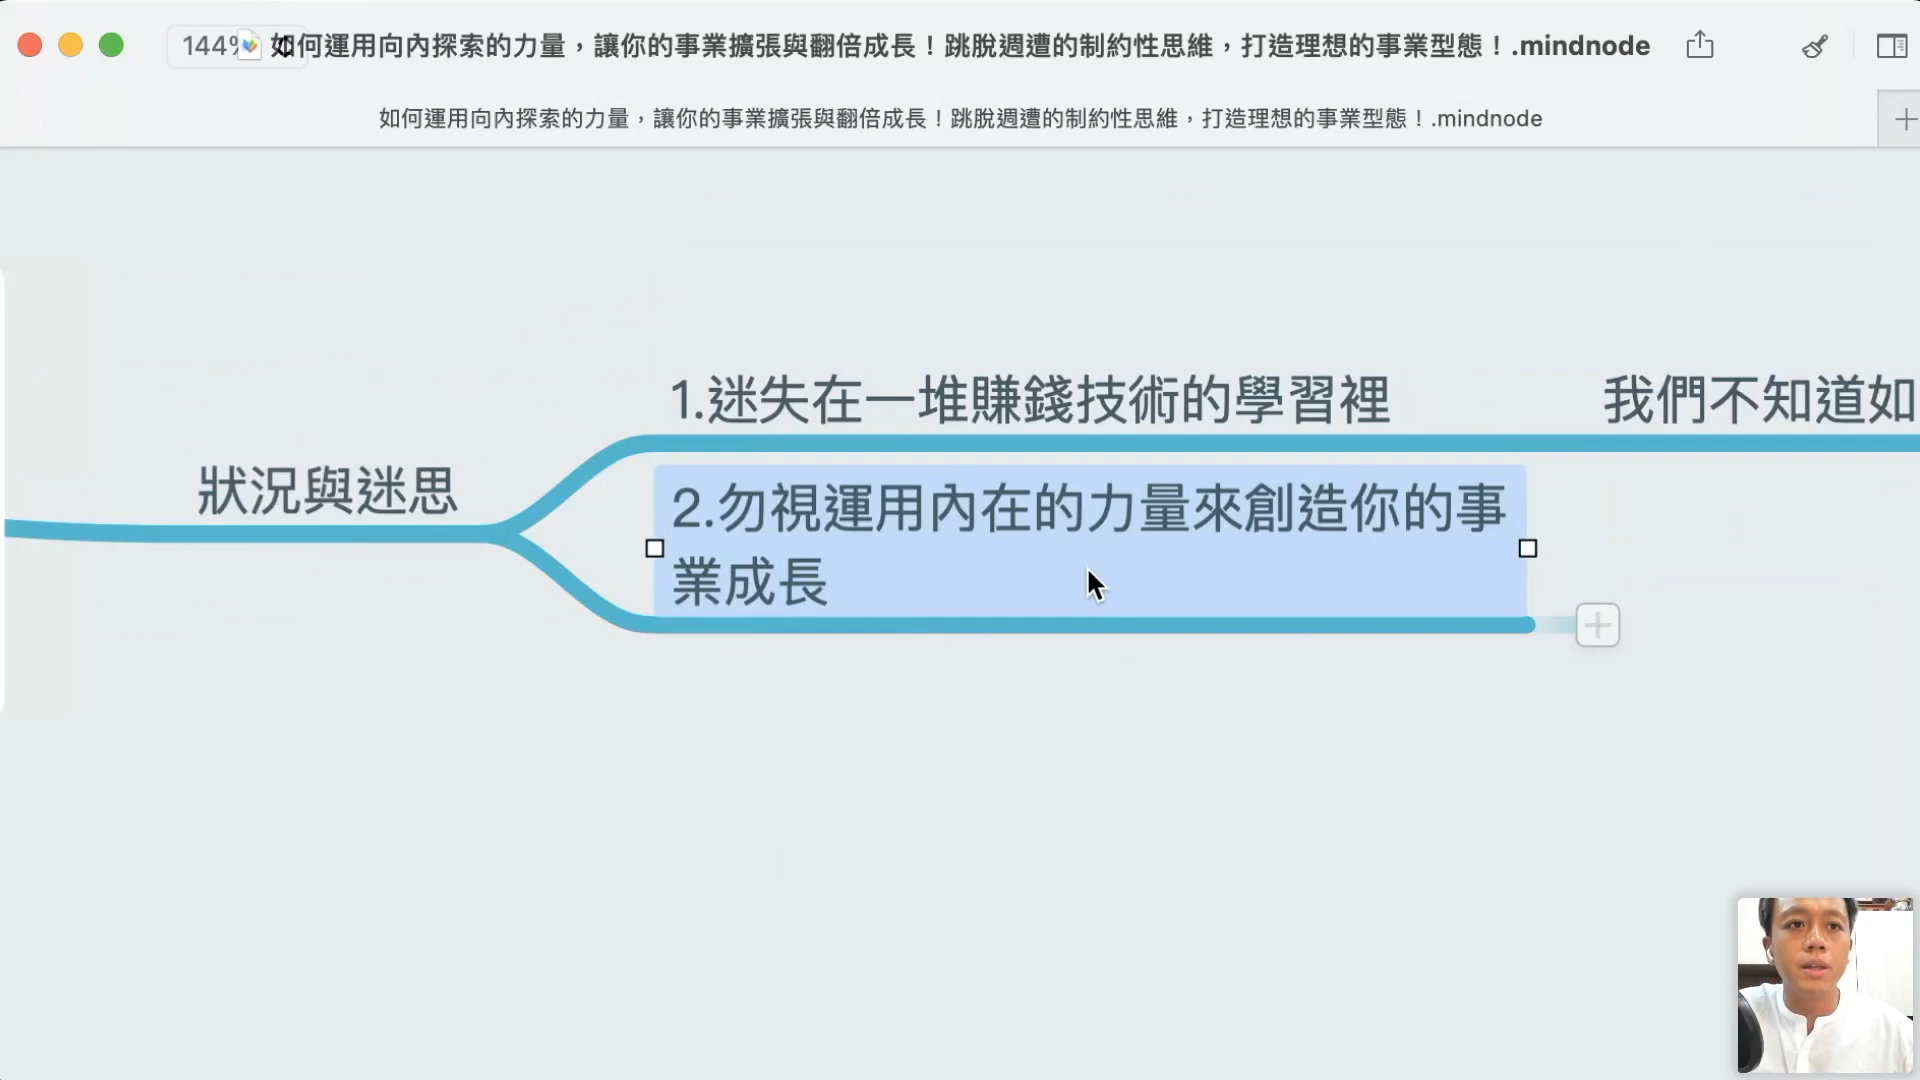 144%
如何運用向內探索的力量，讓你的事業擴張與翻倍成長！跳脫週遭的制約性思維，打造理想的事業型態！.mindnode
如何運用向內探索的力量，讓你的事業擴張與翻倍成長！跳脫週遭的制約性思維，打造理想的事業型態！.mindnode
1.迷失在一堆賺錢技術的學習裡
我們不知道如
狀況與迷思
2.勿視運用內在的力量來創造你的事
業成長